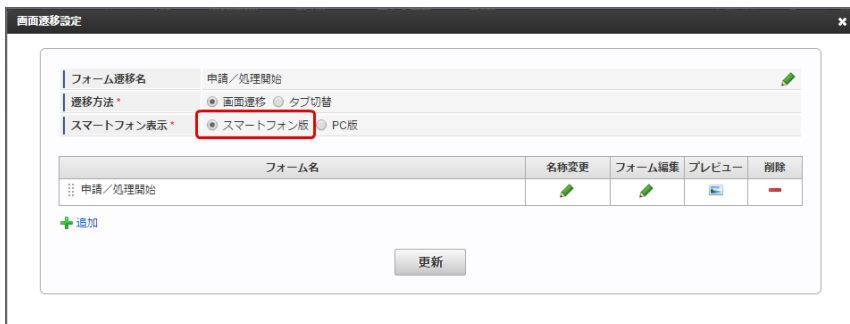 画面遷移設定
フォーム遷移名 申請／処理開始
遷移方法* 画面遷移 タブ切替
スマートフォン表示* スマートフォン版 PC版
フォーム名 名称変更 フォーム編集 プレビュー 削除
申請／処理開始
追加
更新